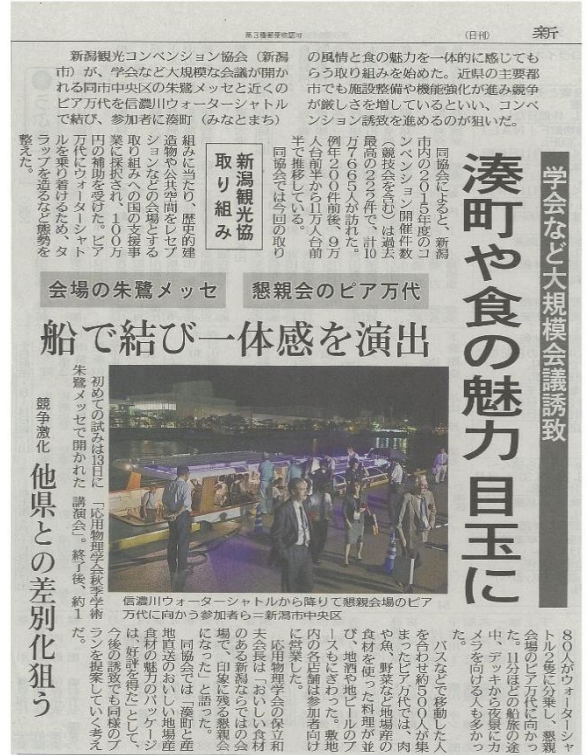 第3種郵便物認可
(日刊)
新
新潟観光コンベンション協会(新潟
市)が、学会など大規模な会議が開か
れる同市中央区の朱鷺メッセと近くの
ピア万代を信濃川ウォーターシャトル
で結び、参加者に湊町(みなとまち)
の風情と食の魅力を一体的に感じても
らう取り組みを始めた。近県の主要都
市でも施設整備や機能強化が進み競争
が厳しさを増しているといい、コンベ
ンション誘致を進めるのが狙いだ。
学会など大規模会議誘致
湊町や食の魅力 目玉に
新潟観光協
取り組み
会場の朱鷺メッセ
懇親会のピア万代
船で結び一体感を演出
競争激化 他県との差別化狙う
同協会によると、新潟
市内の2015年度のコ
ンベンション開催件数
(競技会を含む)は過去
最高の222件で、計10
万7665人が訪れた。
例年200件前後、9万
人台前半から11万人台前
半で推移している。
同協会では今回の取り
組みに当たり、歴史的建
造物や公共空間をレセプ
ションなどの会場とする
取り組みへの国の支援事
業に採択され、100万
円の補助を受けた。ピア
万代にウォーターシャト
ルを乗り着けるため、タ
ラップを造るなど態勢を
整えた。
初めての試みは13日に
朱鷺メッセで開かれた
「応用物理学会秋季学術
講演会」。終了後、約1
80人がウオーターシャ
トル2隻に分乗し、懇親
会場のピア万代に向かっ
た。11分ほどの船旅の途
中、デッキから夜景にカ
メラを向ける人も多かっ
た。
バスなどで移動した人
を合わせ約500人が集
まったピア万代では、肉
や魚、野菜など地場産の
食材を使った料理が並
び、地酒や地ビールのブ
ースもにぎわった。敷地
内の各店舗は参加者向け
に営業した。
応用物理学会の保立和
夫会長は「おいしい食材
のある新潟ならではの会
場で、印象に残る懇親会
になった」と語った。
同協会では「湊町と産
地直送のおいしい地場産
食材の魅力のパッケージ
は、好評を得た」として、
今後の誘致でも同様のプ
ランを提案していく考え
だ。
信濃川ウォーターシャトルから降りて懇親会場のピア
万代に向かう参加者ら=新潟市中央区